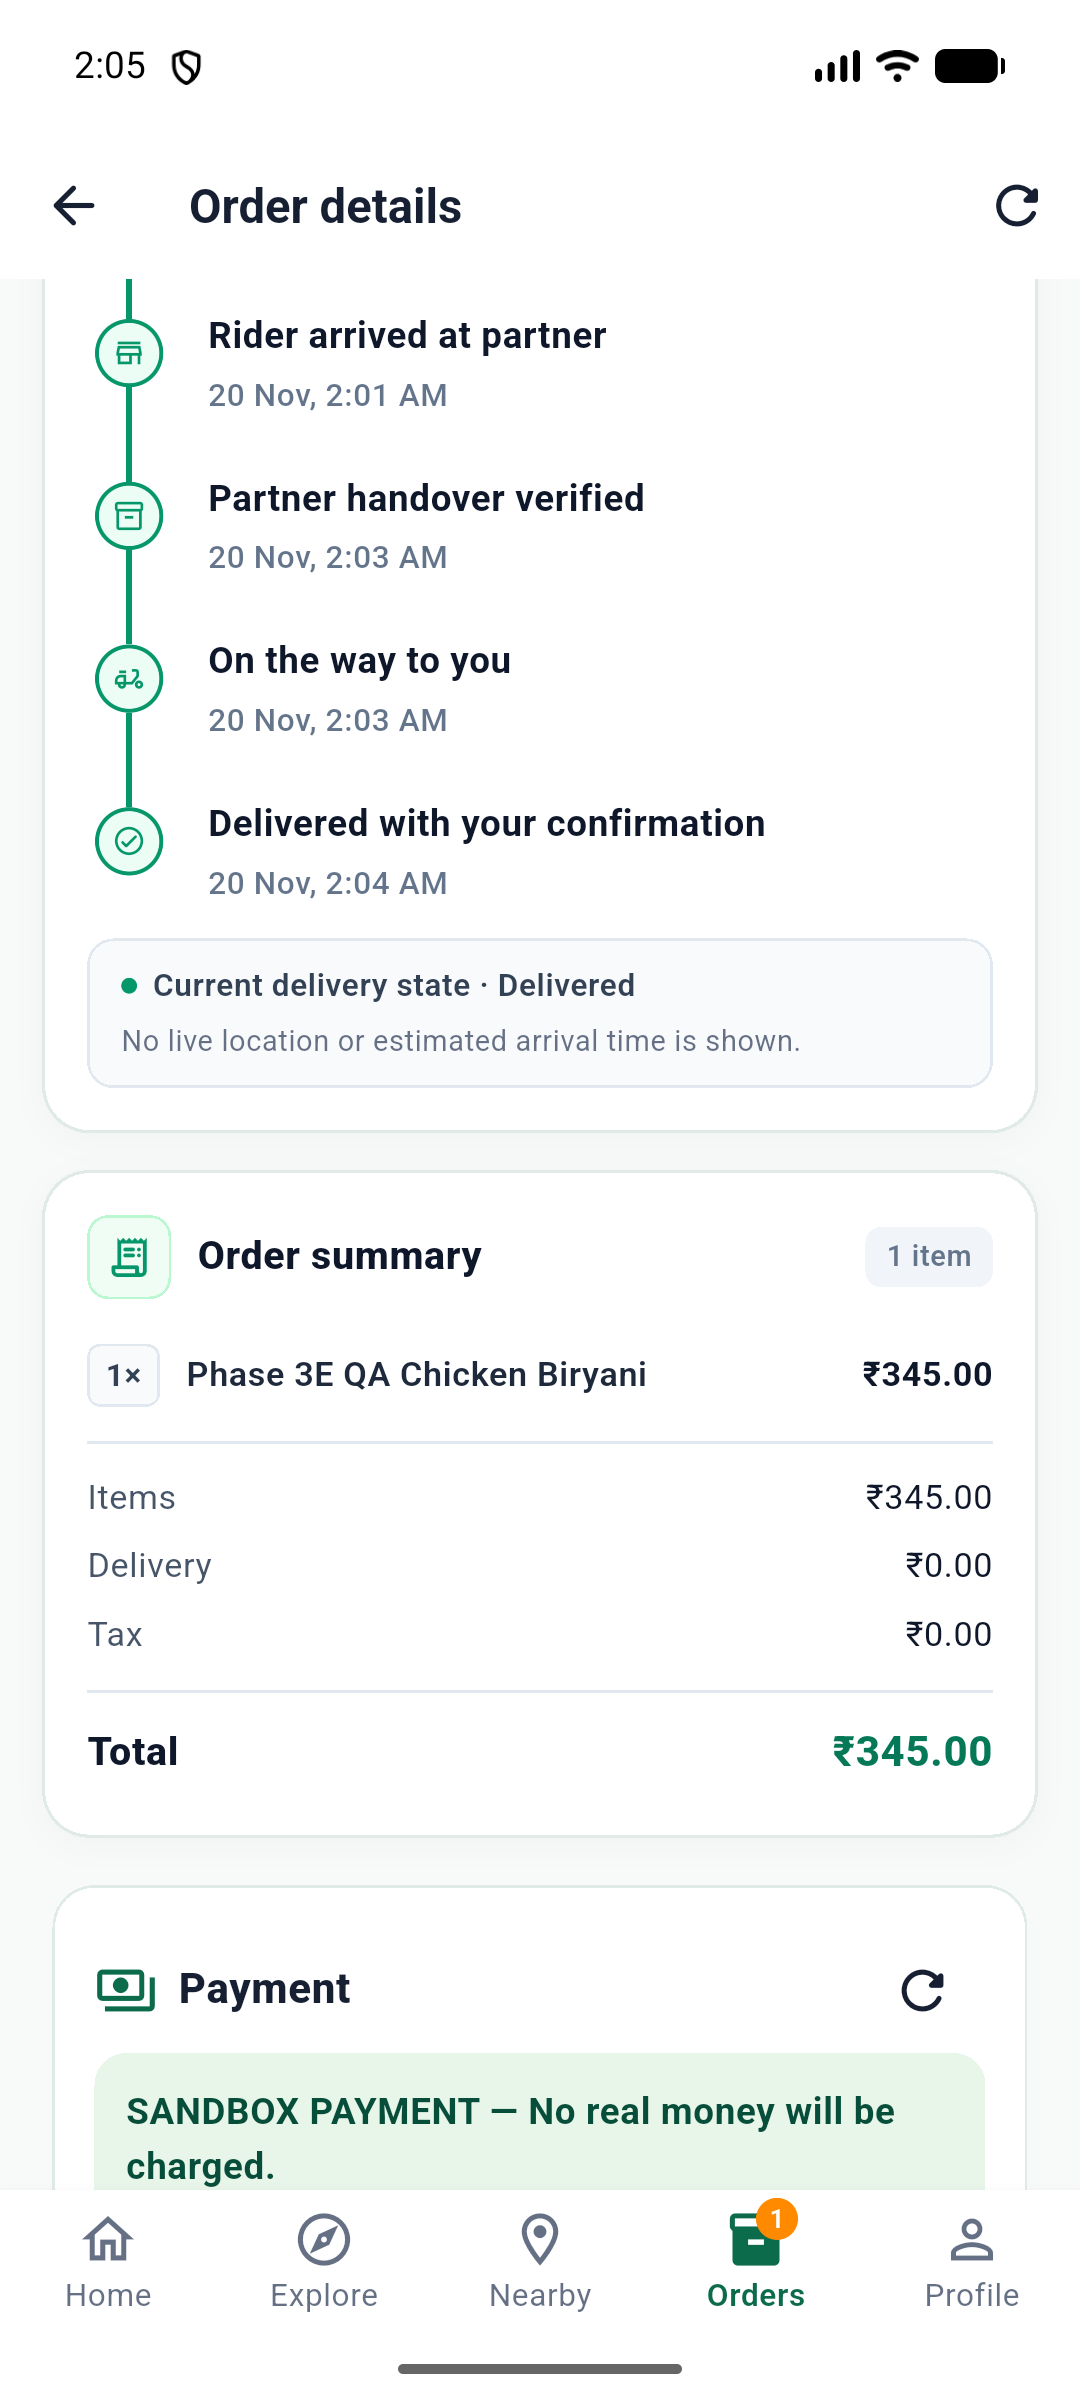 2:05
Order details
Rider arrived at partner
20 Nov, 2:01 AM
Partner handover verified
20 Nov, 2:03 AM
On the way to you
20 Nov, 2:03 AM
Delivered with your confirmation
20 Nov, 2:04 AM
Current delivery state · Delivered
No live location or estimated arrival time is shown.
Order summary
1 item
1× Phase 3E QA Chicken Biryani ₹345.00
Items ₹345.00
Delivery ₹0.00
Tax ₹0.00
Total ₹345.00
Payment
SANDBOX PAYMENT — No real money will be
charged.
1
Home Explore Nearby Orders Profile